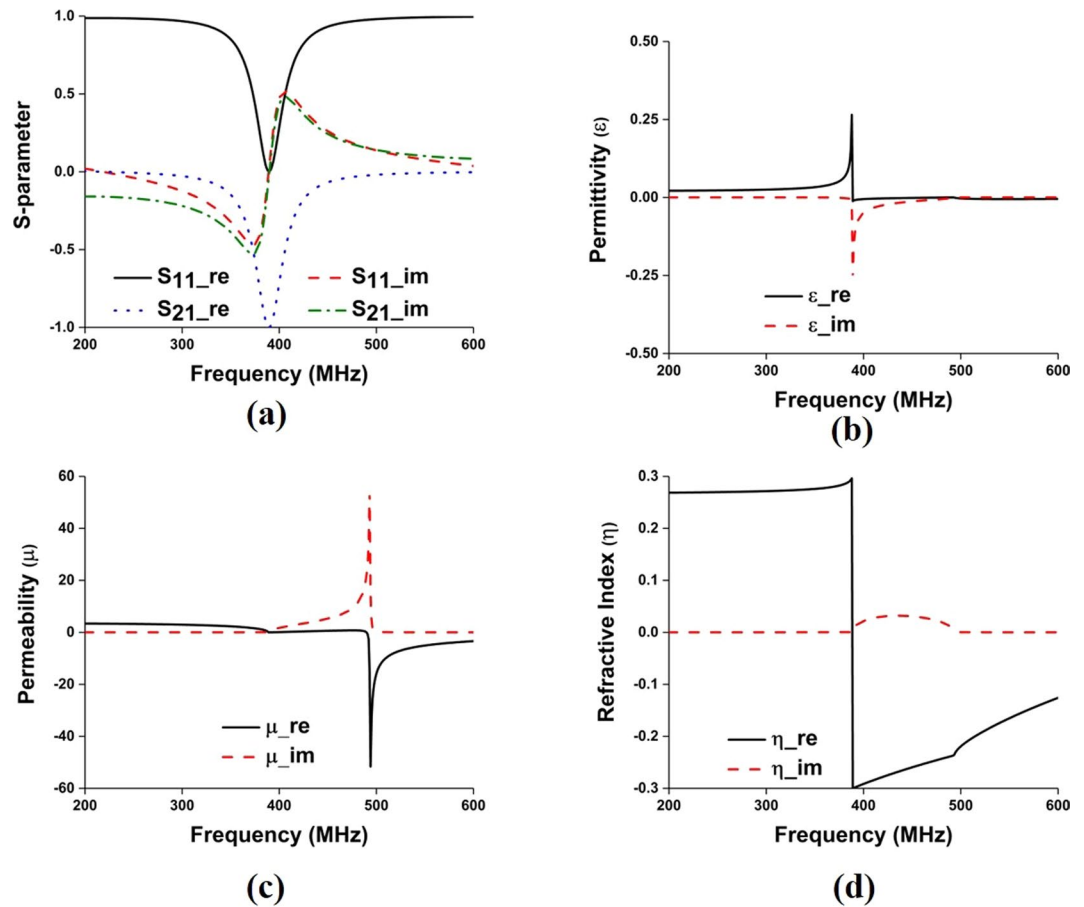 1.0
0.5
0.0
-0.5
-1.0
S-parameter
S11_re
S11_im
S21_re
S21_im
200
300
400
500
600
Frequency (MHz)
(a)
0.50
0.25
0.00
-0.25
-0.50
Permittivity (ε)
ε_re
ε_im
200
300
400
500
600
Frequency (MHz)
(b)
60
40
20
0
-20
-40
-60
Permeability (μ)
μ_re
μ_im
200
300
400
500
600
Frequency (MHz)
(c)
0.3
0.2
0.1
0.0
-0.1
-0.2
-0.3
Refractive Index (η)
η_re
η_im
200
300
400
500
600
Frequency (MHz)
(d)